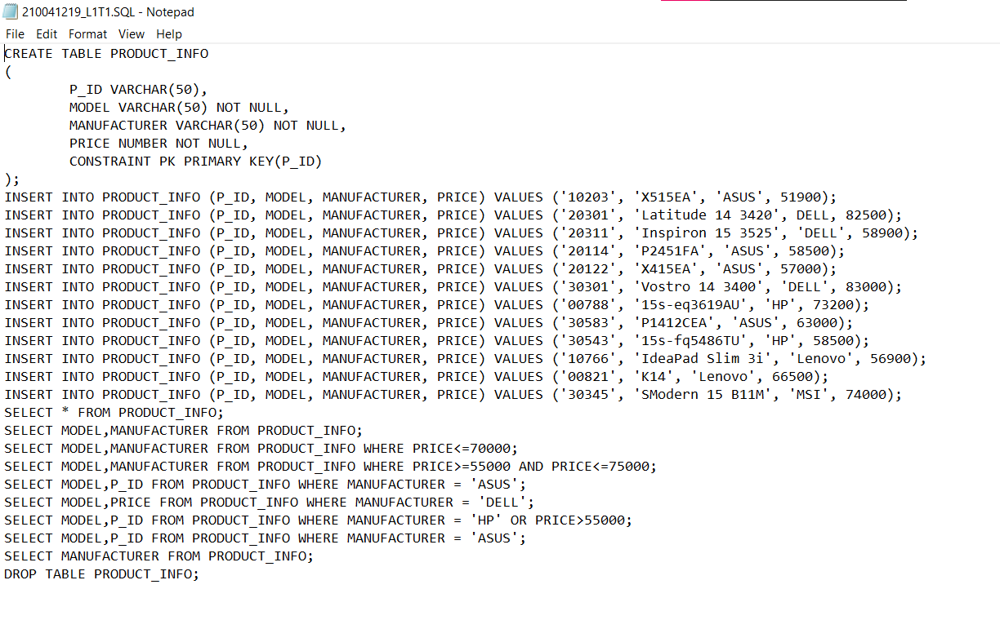 210041219_L1T1.SQL - Notepad
File Edit Format View Help
CREATE TABLE PRODUCT_INFO
(
P_ID VARCHAR(50),
MODEL VARCHAR(50) NOT NULL,
MANUFACTURER VARCHAR(50) NOT NULL,
PRICE NUMBER NOT NULL,
CONSTRAINT PK PRIMARY KEY(P_ID)
);
INSERT INTO PRODUCT_INFO (P_ID, MODEL, MANUFACTURER, PRICE) VALUES ('10203', 'X515EA', 'ASUS', 51900);
INSERT INTO PRODUCT_INFO (P_ID, MODEL, MANUFACTURER, PRICE) VALUES ('20301', 'Latitude 14 3420', DELL, 82500);
INSERT INTO PRODUCT_INFO (P_ID, MODEL, MANUFACTURER, PRICE) VALUES ('20311', 'Inspiron 15 3525', 'DELL', 58900);
INSERT INTO PRODUCT_INFO (P_ID, MODEL, MANUFACTURER, PRICE) VALUES ('20114', 'P2451FA', 'ASUS', 58500);
INSERT INTO PRODUCT_INFO (P_ID, MODEL, MANUFACTURER, PRICE) VALUES ('20122', 'X415EA', 'ASUS', 57000);
INSERT INTO PRODUCT_INFO (P_ID, MODEL, MANUFACTURER, PRICE) VALUES ('30301', 'Vostro 14 3400', 'DELL', 83000);
INSERT INTO PRODUCT_INFO (P_ID, MODEL, MANUFACTURER, PRICE) VALUES ('00788', '15s-eq3619AU', 'HP', 73200);
INSERT INTO PRODUCT_INFO (P_ID, MODEL, MANUFACTURER, PRICE) VALUES ('30583', 'P1412CEA', 'ASUS', 63000);
INSERT INTO PRODUCT_INFO (P_ID, MODEL, MANUFACTURER, PRICE) VALUES ('30543', '15s-fq5486TU', 'HP', 58500);
INSERT INTO PRODUCT_INFO (P_ID, MODEL, MANUFACTURER, PRICE) VALUES ('10766', 'IdeaPad Slim 3i', 'Lenovo', 56900);
INSERT INTO PRODUCT_INFO (P_ID, MODEL, MANUFACTURER, PRICE) VALUES ('00821', 'K14', 'Lenovo', 66500);
INSERT INTO PRODUCT_INFO (P_ID, MODEL, MANUFACTURER, PRICE) VALUES ('30345', 'SModern 15 B11M', 'MSI', 74000);
SELECT * FROM PRODUCT_INFO;
SELECT MODEL,MANUFACTURER FROM PRODUCT_INFO;
SELECT MODEL,MANUFACTURER FROM PRODUCT_INFO WHERE PRICE<=70000;
SELECT MODEL,MANUFACTURER FROM PRODUCT_INFO WHERE PRICE>=55000 AND PRICE<=75000;
SELECT MODEL,P_ID FROM PRODUCT_INFO WHERE MANUFACTURER = 'ASUS';
SELECT MODEL,PRICE FROM PRODUCT_INFO WHERE MANUFACTURER = 'DELL';
SELECT MODEL,P_ID FROM PRODUCT_INFO WHERE MANUFACTURER = 'HP' OR PRICE>55000;
SELECT MODEL,P_ID FROM PRODUCT_INFO WHERE MANUFACTURER = 'ASUS';
SELECT MANUFACTURER FROM PRODUCT_INFO;
DROP TABLE PRODUCT_INFO;